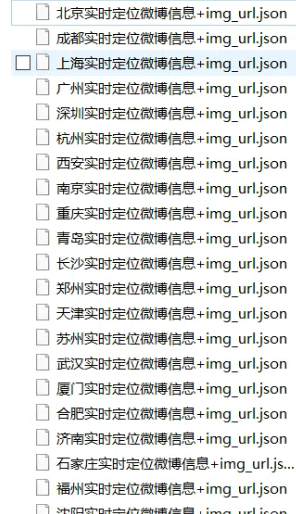 北京实时定位微博信息+img_url.json
成都实时定位微博信息+img_url.json
上海实时定位微博信息+img_url.json
广州实时定位微博信息+img_url.json
深圳实时定位微博信息+img_url.json
杭州实时定位微博信息+img_url.json
西安实时定位微博信息+img_url.json
南京实时定位微博信息+img_url.json
重庆实时定位微博信息+img_url.json
青岛实时定位微博信息+img_url.json
长沙实时定位微博信息+img_url.json
郑州实时定位微博信息+img_url.json
天津实时定位微博信息+img_url.json
苏州实时定位微博信息+img_url.json
武汉实时定位微博信息+img_url.json
厦门实时定位微博信息+img_url.json
合肥实时定位微博信息+img_url.json
济南实时定位微博信息+img_url.json
石家庄实时定位微博信息+img_url.js...
福州实时定位微博信息+img_url.json
沈阳实时定位微博信息+img_url.json